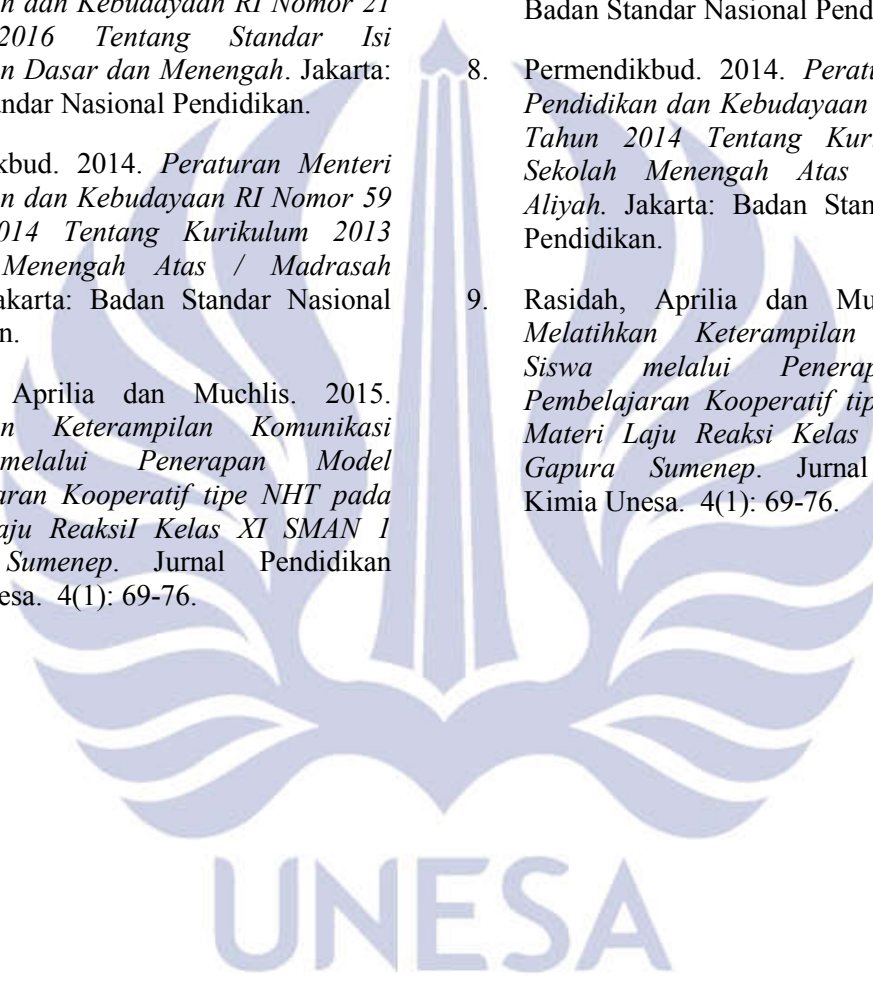 n dan Kebudayaan RI Nomor 21
2016 Tentang Standar Isi
n Dasar dan Menengah. Jakarta:
andar Nasional Pendidikan.
kbud. 2014. Peraturan Menteri
n dan Kebudayaan RI Nomor 59
014 Tentang Kurikulum 2013
Menengah Atas / Madrasah
akarta: Badan Standar Nasional
n.
Aprilia dan Muchlis. 2015.
n Keterampilan Komunikasi
melalui Penerapan Model
aran Kooperatif tipe NHT pada
aju ReaksiI Kelas XI SMAN 1
Sumenep. Jurnal Pendidikan
esa. 4(1): 69-76.
Badan Standar Nasional Pend
8. Permendikbud. 2014. Peratu
Pendidikan dan Kebudayaan
Tahun 2014 Tentang Kur
Sekolah Menengah Atas
Aliyah. Jakarta: Badan Stan
Pendidikan.
9. Rasidah, Aprilia dan Mu
Melatihkan Keterampilan
Siswa melalui Penerap
Pembelajaran Kooperatif tip
Materi Laju Reaksi Kelas
Gapura Sumenep. Jurnal
Kimia Unesa. 4(1): 69-76.
UNESA